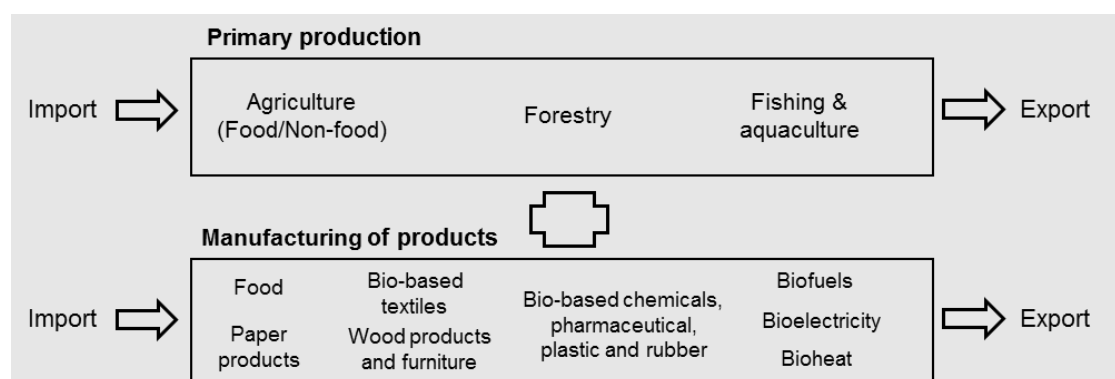 Primary production
Import
Agriculture
(Food/Non-food)
Forestry
Fishing &
aquaculture
Export
Manufacturing of products
Import
Food
Paper
products
Bio-based
textiles
Wood products
and furniture
Bio-based chemicals,
pharmaceutical,
plastic and rubber
Biofuels
Bioelectricity
Bioheat
Export